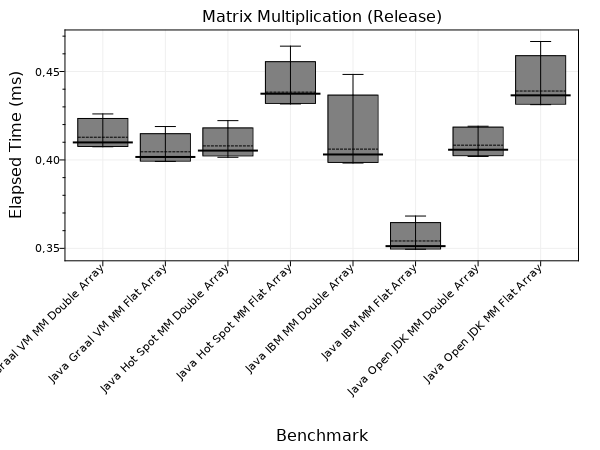 Matrix Multiplication (Release)
Elapsed Time (ms)
0.45
0.40
0.35
VM MM Double Array
Java Graal VM MM Flat Array
Java Hot Spot MM Double Array
Java Hot Spot MM Flat Array
Java IBM MM Double Array
Java IBM MM Flat Array
Java Open JDK MM Double Array
Java Open JDK MM Flat Array
Benchmark